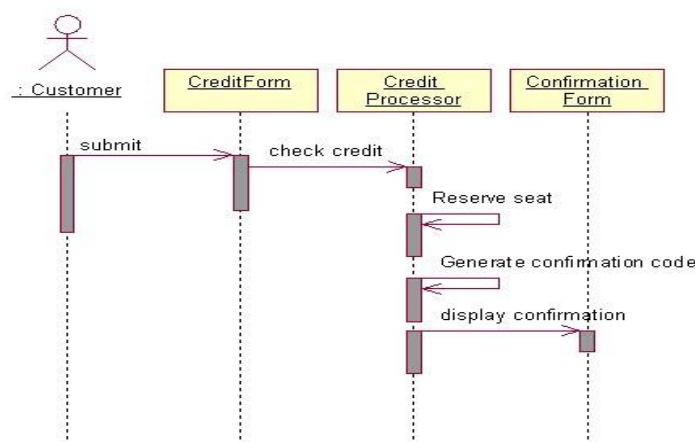 : Customer
CreditForm
Credit
Processor
Confirmation
Form
submit
check credit
Reserve seat
Generate confirmation code
display confirmation